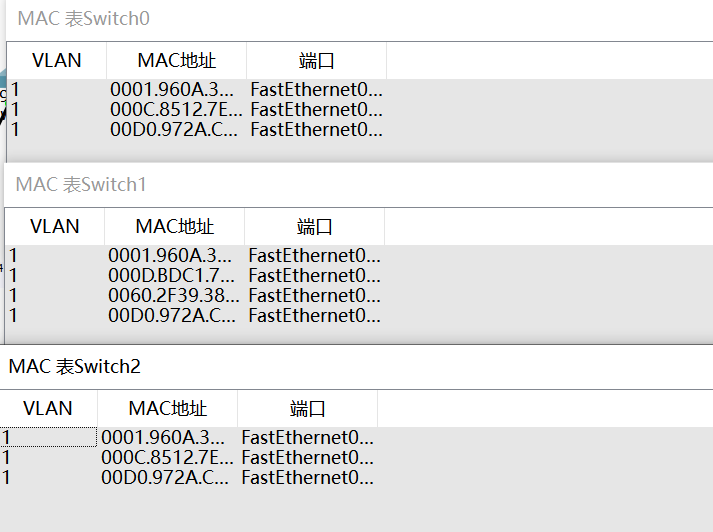 MAC 表Switch0
VLAN MAC地址 端口
1 0001.960A.3... FastEthernet0...
1 000C.8512.7E... FastEthernet0...
1 00D0.972A.C... FastEthernet0...
MAC 表Switch1
VLAN MAC地址 端口
1 0001.960A.3... FastEthernet0...
1 000D.BDC1.7... FastEthernet0...
1 0060.2F39.38... FastEthernet0...
1 00D0.972A.C... FastEthernet0...
MAC 表Switch2
VLAN MAC地址 端口
1 0001.960A.3... FastEthernet0...
1 000C.8512.7E... FastEthernet0...
1 00D0.972A.C... FastEthernet0...